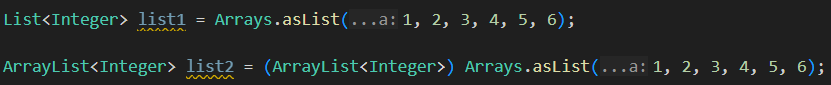 List<Integer> list1 = Arrays.asList(...a: 1, 2, 3, 4, 5, 6);
ArrayList<Integer> list2 = (ArrayList<Integer>) Arrays.asList(...a: 1, 2, 3, 4, 5, 6);